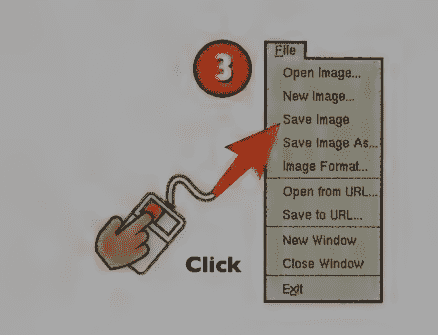 3
File
Open Image...
New Image...
Save Image
Save Image As...
Image Format...
Open from URL...
Save to URL...
New Window
Close Window
Exit
Click